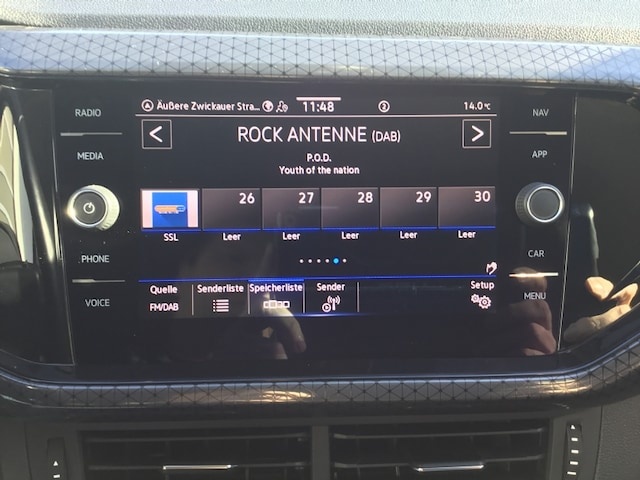 RADIO
MEDIA
PHONE
VOICE
Äußere Zwickauer Stra... 11:48 2 14.0°C
ROCK ANTENNE (DAB)
P.O.D.
Youth of the nation
26 27 28 29 30
SSL Leer Leer Leer Leer Leer
Quelle Senderliste Speicherliste Sender Setup
FM/DAB
NAV
APP
CAR
MENU